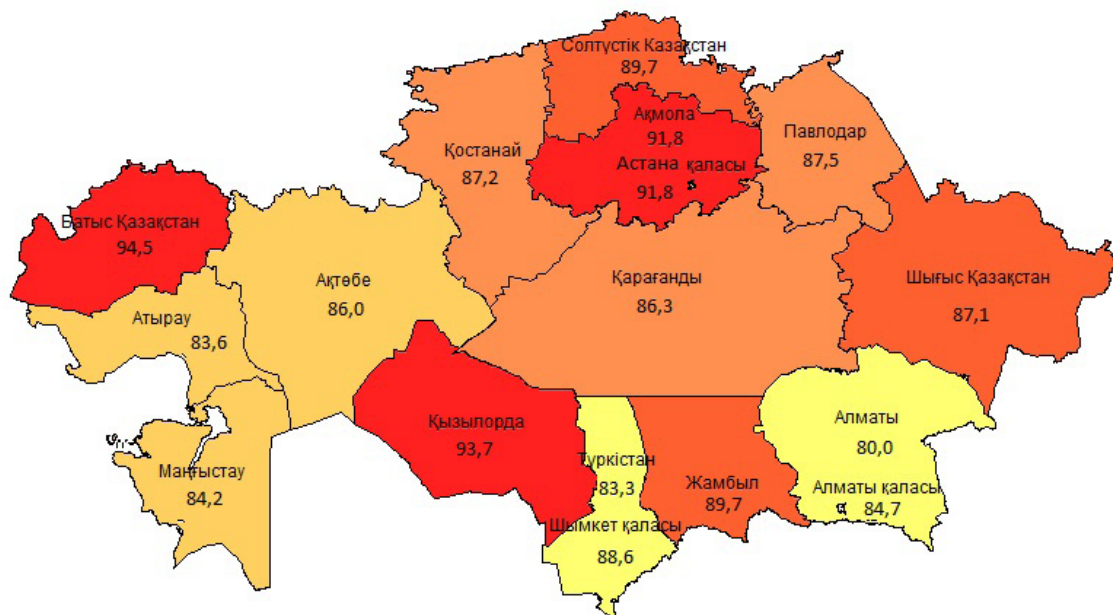 Солтүстік Казақстан
89,7
Ақмола
91,8
Астана қаласы
91,8
Павлодар
87,5
Қостанай
87,2
Батыс Қазақстан
94,5
Ақтөбе
86,0
Қарағанды
86,3
Шығыс Қазақстан
87,1
Атырау
83,6
Қызылорда
93,7
Алматы
80,0
Түркістан
83,3
Жамбыл
89,7
Алматы қаласы
84,7
Маңғыстау
84,2
Шымкет қаласы
88,6